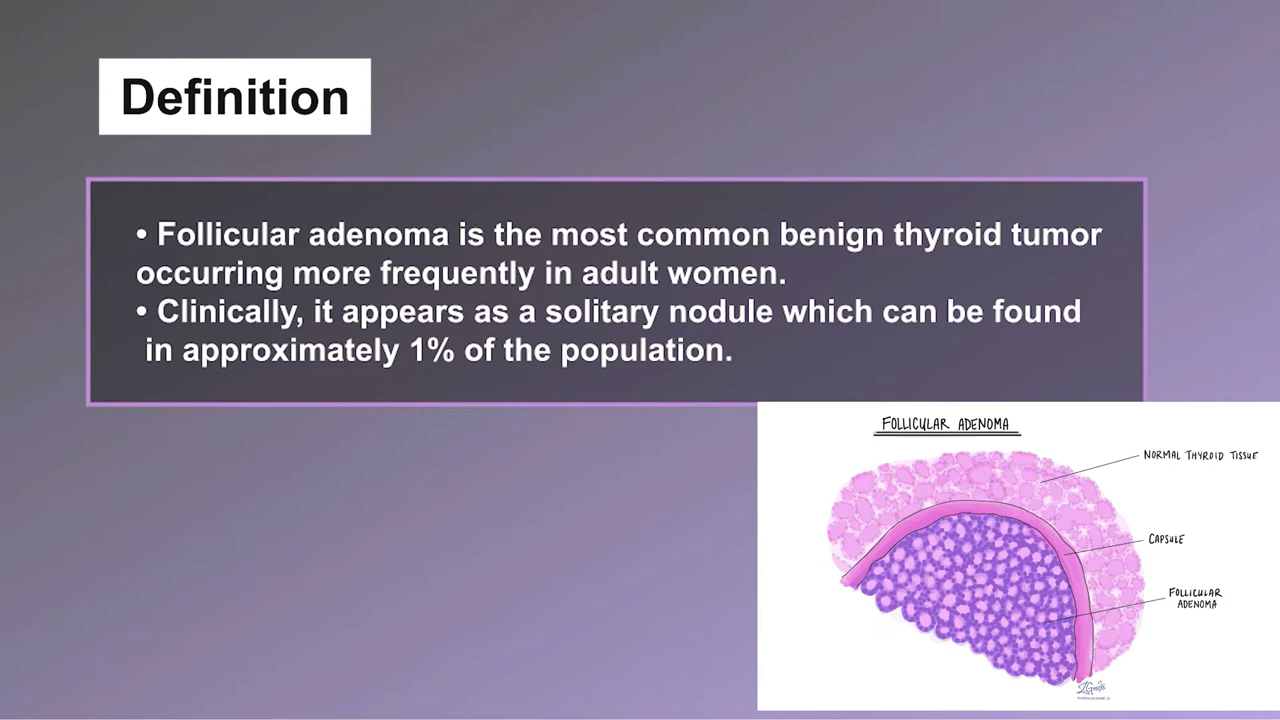 Definition
• Follicular adenoma is the most common benign thyroid tumor
occurring more frequently in adult women.
• Clinically, it appears as a solitary nodule which can be found
in approximately 1% of the population.
FOLLICULAR ADENOMA
NORMAL THYROID TISSUE
CAPSULE
FOLLICULAR
ADENOMA